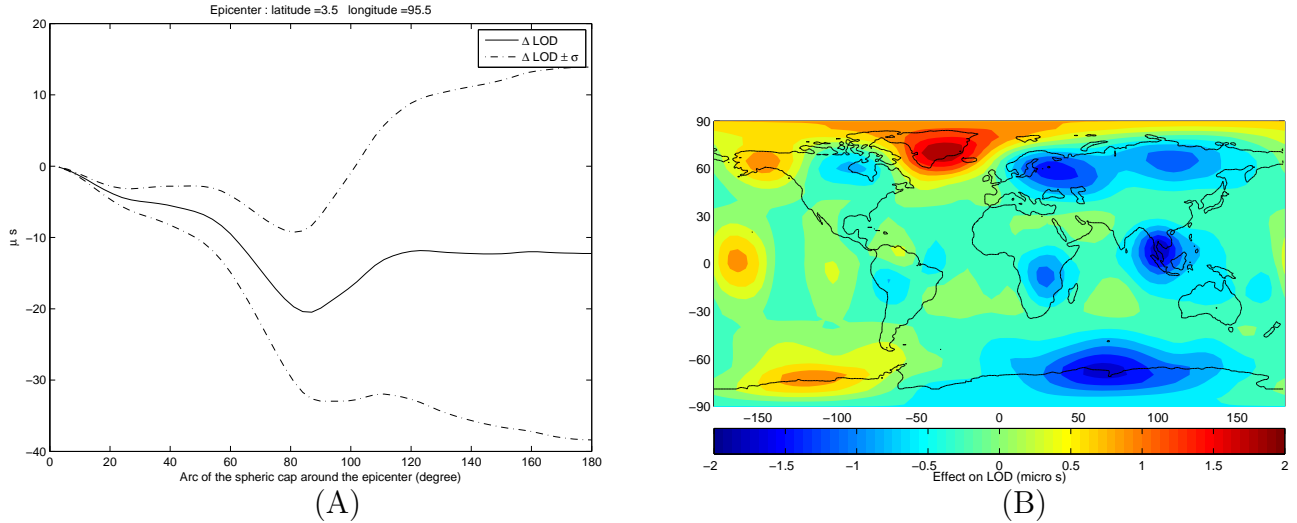 Epicenter : latitude =3.5 longitude=95.5
20
10
0
−10
−20
−30
−40
μ s
Δ LOD
Δ LOD ± σ
0 20 40 60 80 100 120 140 160 180
Arc of the spheric cap around the epicenter (degree)
(A)
90
60
30
0
−30
−60
−90
−150 −100 −50 0 50 100 150
−2 −1.5 −1 −0.5 0 0.5 1 1.5 2
Effect on LOD (micro s)
(B)